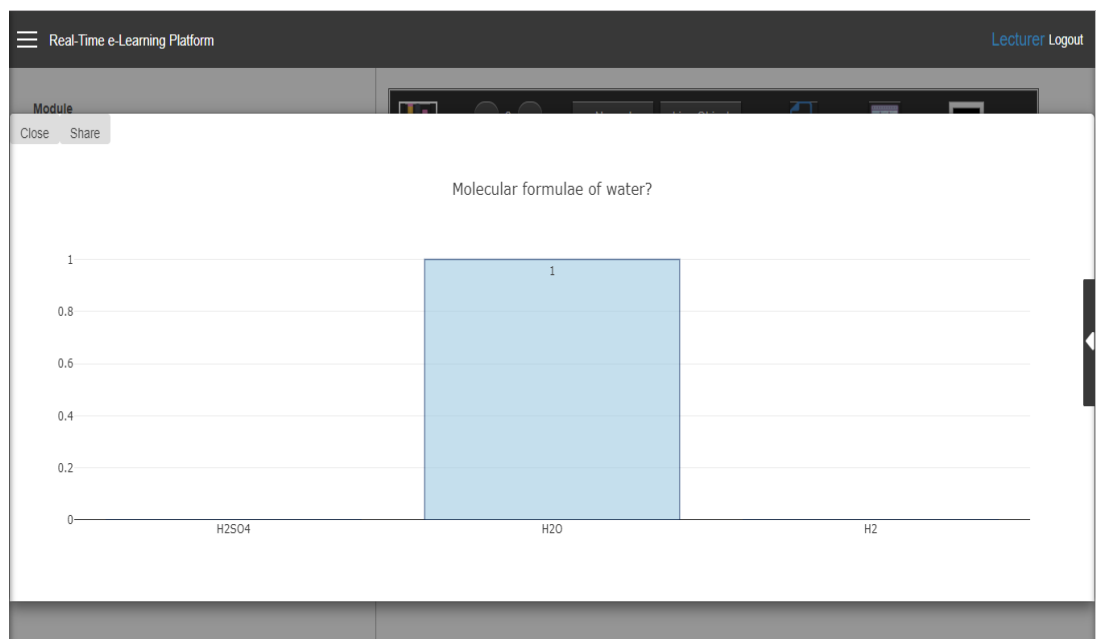 Real-Time e-Learning Platform
Lecturer Logout
Module
Close Share
Molecular formulae of water?
1
1
0.8
0.6
0.4
0.2
0
H2SO4 H2O H2